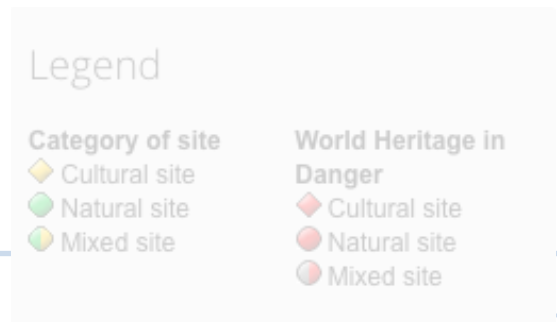 Legend
Category of site
Cultural site
Natural site
Mixed site
World Heritage in
Danger
Cultural site
Natural site
Mixed site